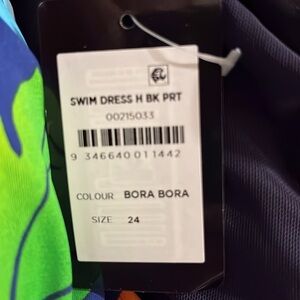 SWIM DRESS H BK PRT
00215033
9 346640 011442
COLOUR BORA BORA
SIZE 24